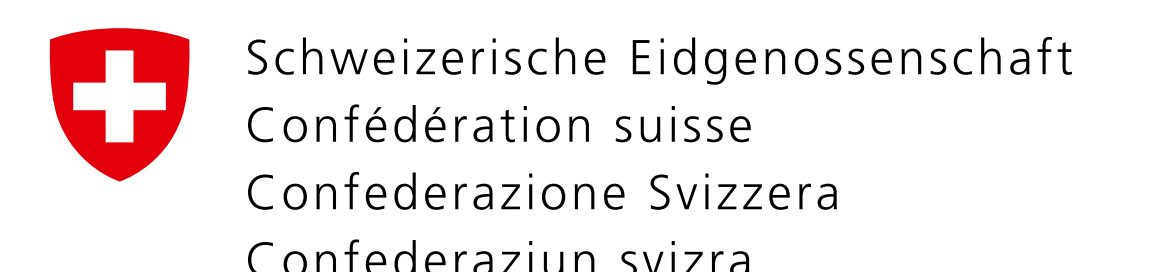 Schweizerische Eidgenossenschaft
Confédération suisse
Confederazione Svizzera
Confederaziun svizra